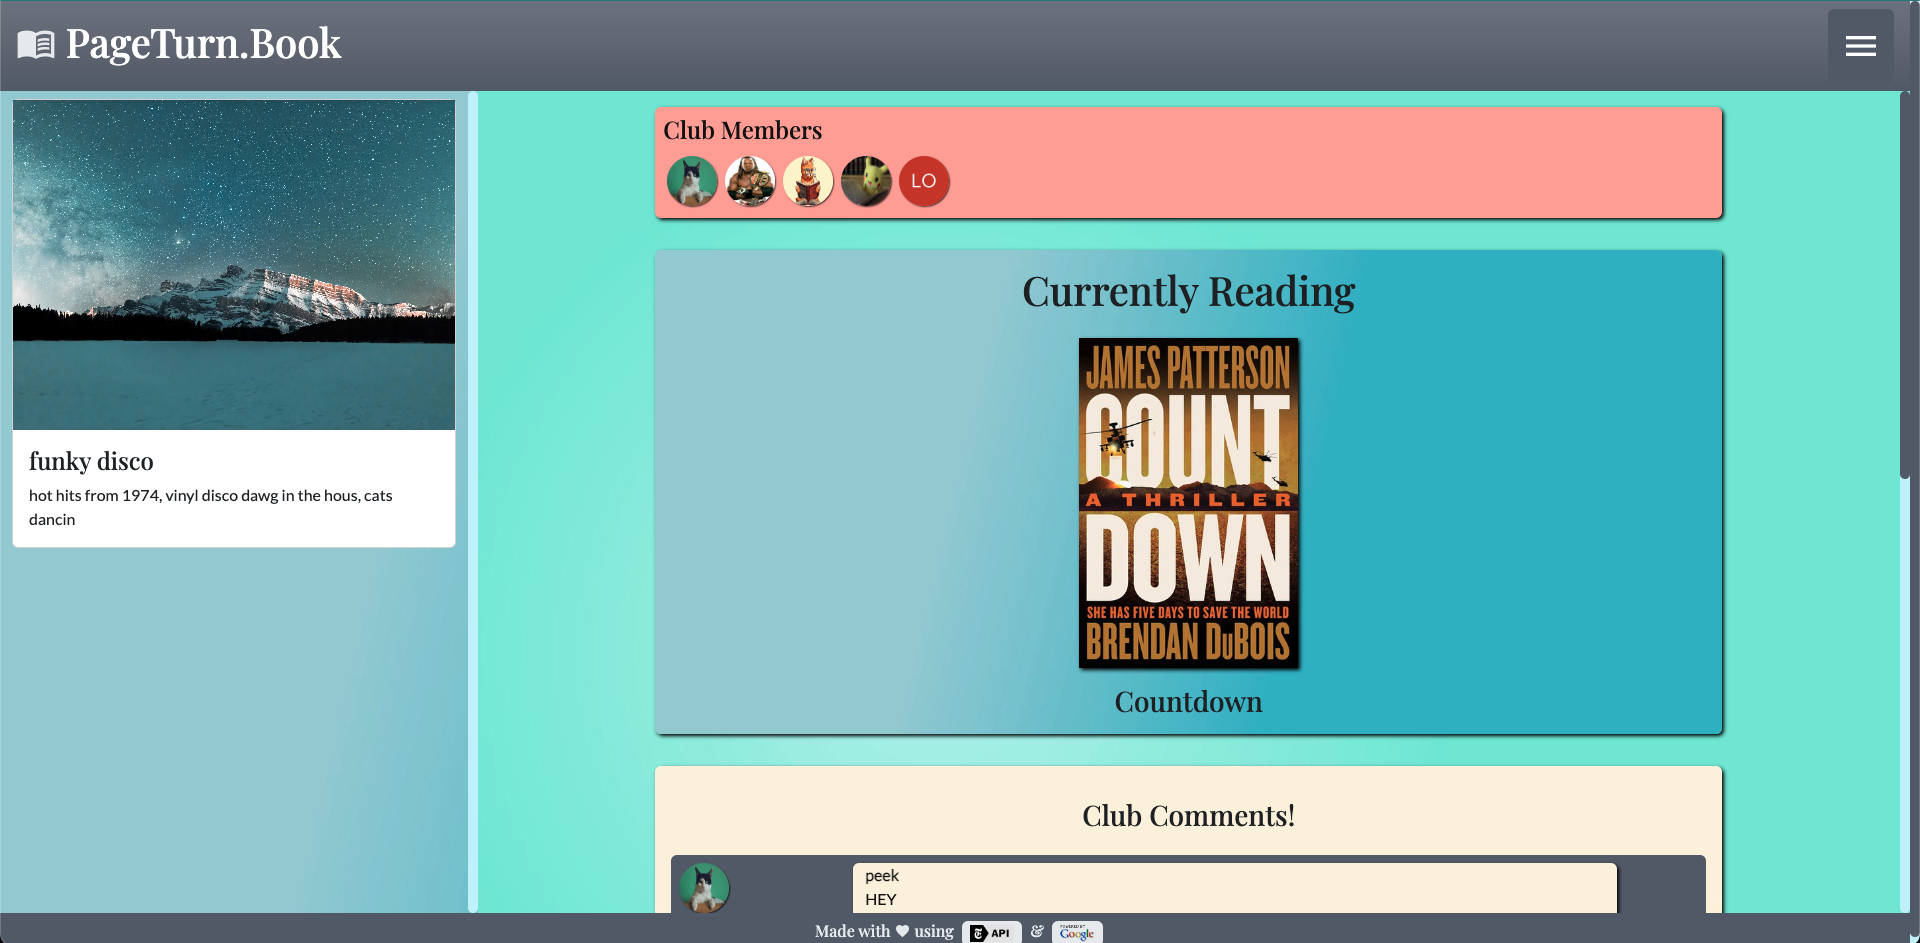 PageTurn.Book
funky disco
hot hits from 1974, vinyl disco dawg in the hous, cats
dancin
Club Members
LO
Currently Reading
JAMES PATTERSON
COUNT
A THRILLER
DOWN
SHE HAS FIVE DAYS TO SAVE THE WORLD
BRENDAN DuBOIS
Countdown
Club Comments!
peek
HEY
Made with ♥ using T API & POWERED BY Google